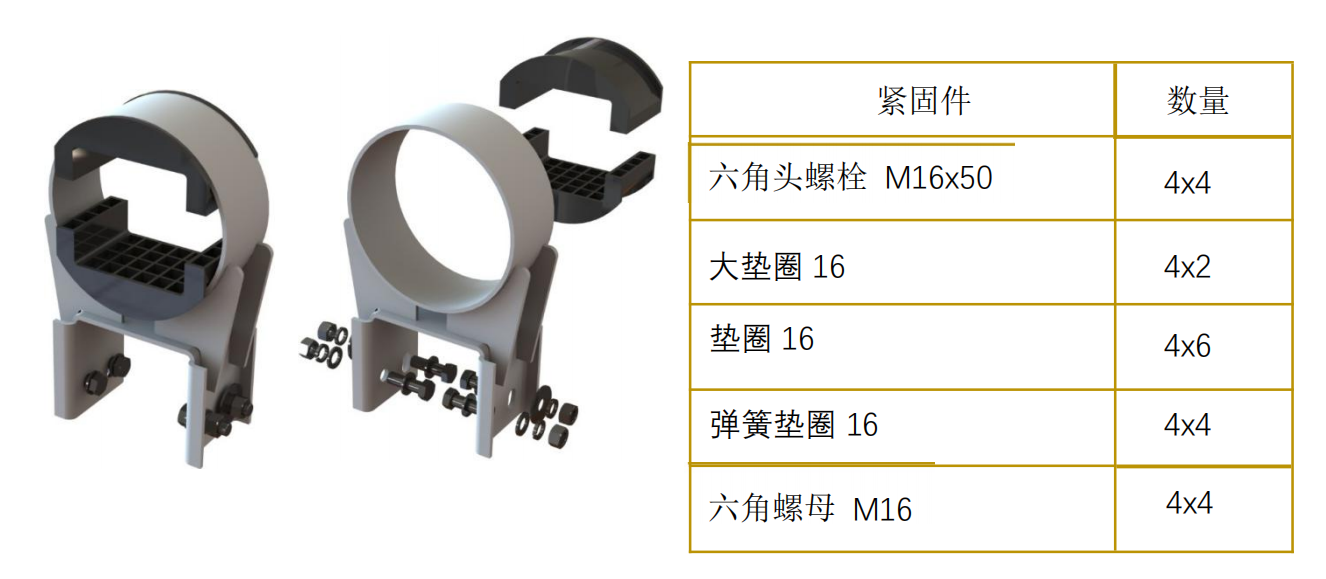 紧固件 数量
六角头螺栓 M16x50 4x4
大垫圈 16 4x2
垫圈 16 4x6
弹簧垫圈 16 4x4
六角螺母 M16 4x4